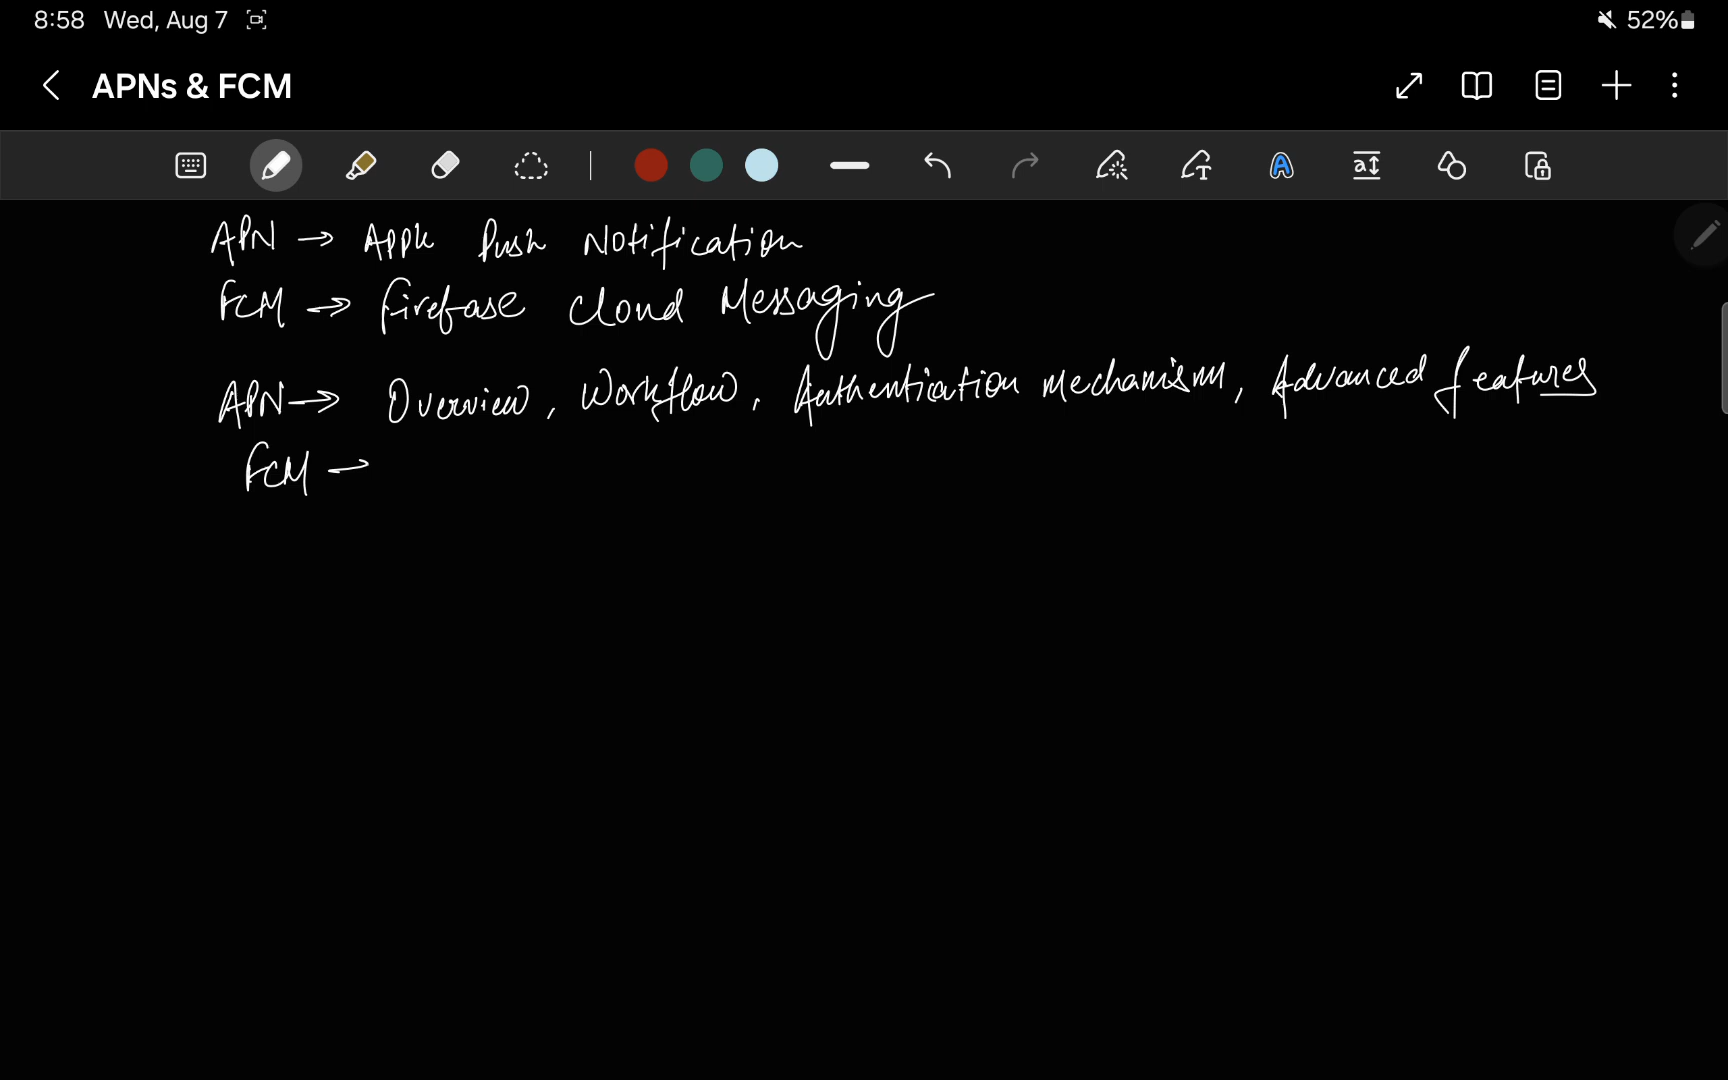 8:58 Wed, Aug 7 52%
APNs & FCM
APN → Apple Push Notification
FCM → Firebase Cloud Messaging
APN → Overview, Workflow, Authentication Mechanism, Advanced features
FCM →